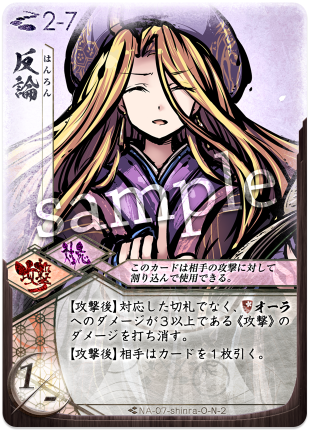 2-7
反論
はんろん
sample
攻撃
対応
このカードは相手の攻撃に対して
割り込んで使用できる。
【攻撃後】対応した切札でなく、オーラ
へのダメージが3以上である《攻撃》の
ダメージを打ち消す。
【攻撃後】相手はカードを1枚引く。
1/-
NA-07-shinra-O-N-2